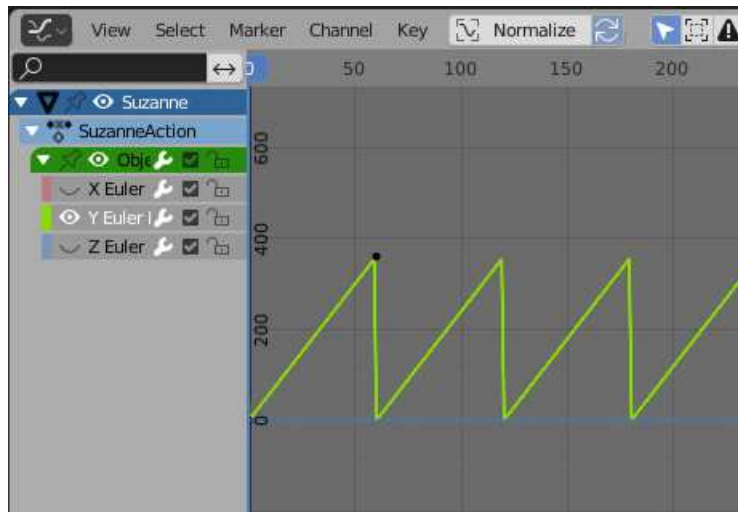 View Select Marker Channel Key Normalize
0 50 100 150 200
Suzanne
SuzanneAction
Obje
X Euler
Y Euler
Z Euler
600
400
200
0